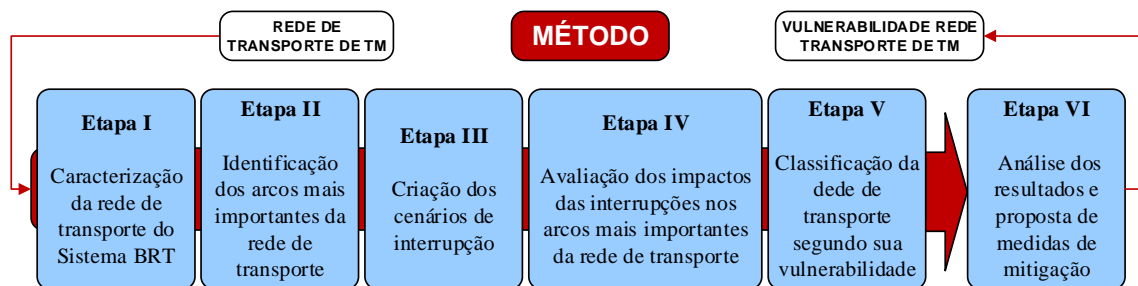 REDE DE
TRANSPORTE DE TM
MÉTODO
VULNERABILIDADE REDE
TRANSPORTE DE TM
Etapa I
Caracterização
da rede de
transporte do
Sistema BRT
Etapa II
Identificação
dos arcos mais
importantes da
rede de
transporte
Etapa III
Criação dos
cenários de
interrupção
Etapa IV
Avaliação dos impactos
das interrupções nos
arcos mais importantes
da rede de transporte
Etapa V
Classificação da
dede de
transporte
segundo sua
vulnerabilidade
Etapa VI
Análise dos
resultados e
proposta de
medidas de
mitigação